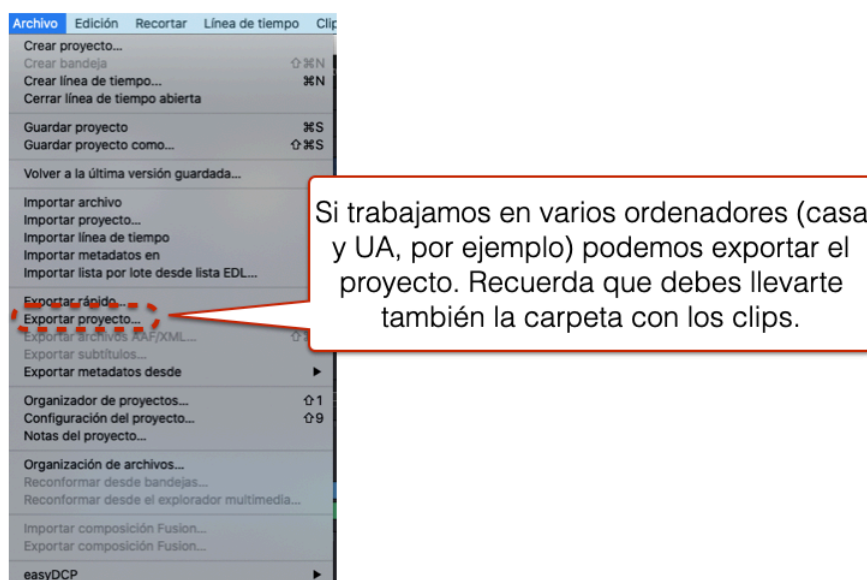 Archivo Edición Recortar Línea de tiempo Clip
Crear proyecto...
Crear bandeja ⇧⌘N
Crear línea de tiempo... ⌘N
Cerrar línea de tiempo abierta
Guardar proyecto ⌘S
Guardar proyecto como... ⇧⌘S
Volver a la última versión guardada...
Importar archivo
Importar proyecto...
Importar línea de tiempo
Importar metadatos en
Importar lista por lote desde lista EDL...
Exportar rápido...
Exportar proyecto...
Exportar archivos AAF/XML...
Exportar subtítulos...
Exportar metadatos desde ▶
Organizador de proyectos... ⇧1
Configuración del proyecto... ⇧9
Notas del proyecto...
Organización de archivos...
Reconformar desde bandejas...
Reconformar desde el explorador multimedia...
Importar composición Fusion...
Exportar composición Fusion...
easyDCP ▶
Si trabajamos en varios ordenadores (casa
y UA, por ejemplo) podemos exportar el
proyecto. Recuerda que debes llevarte
también la carpeta con los clips.